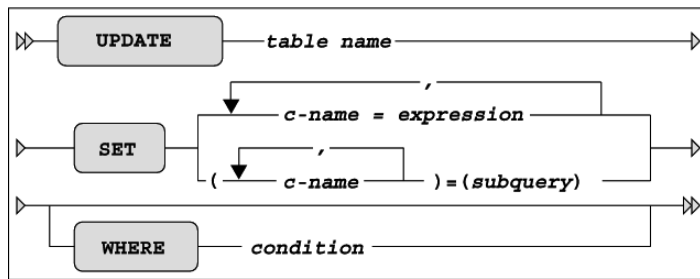 UPDATE table name
,
c-name = expression
SET
,
( c-name )=(subquery)
WHERE condition